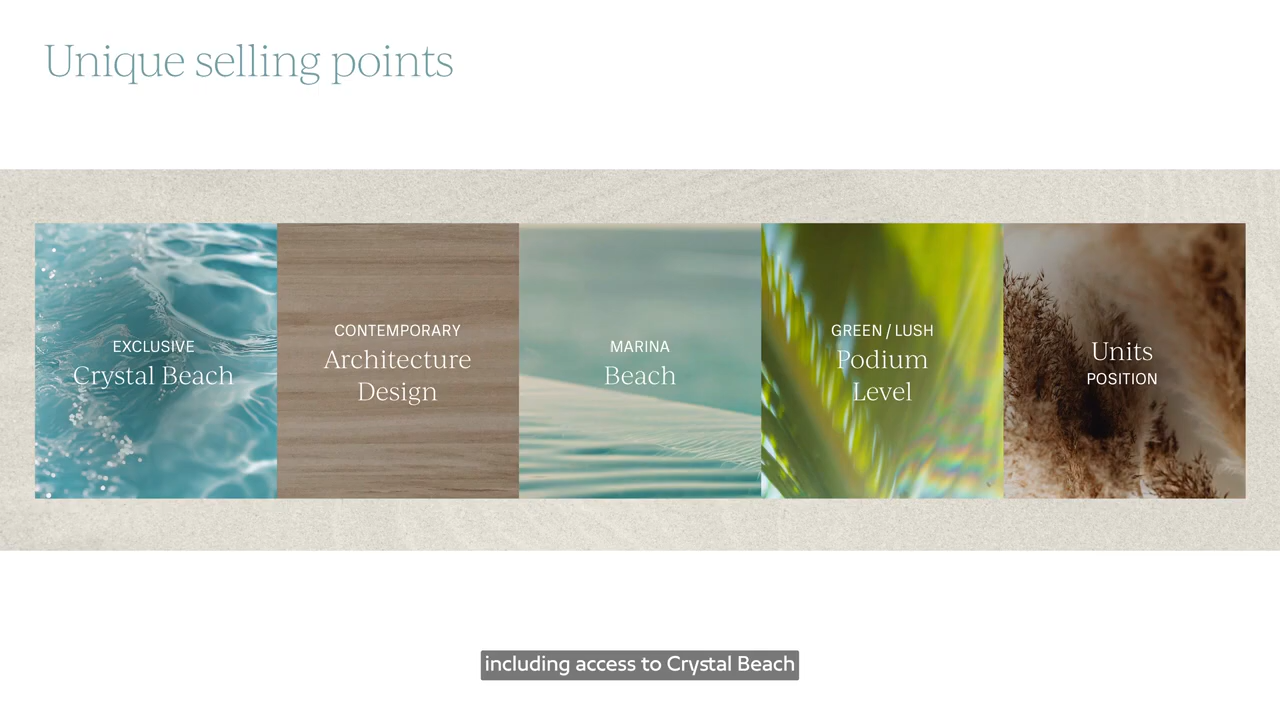 Unique selling points
EXCLUSIVE
Crystal Beach
CONTEMPORARY
Architecture
Design
MARINA
Beach
GREEN / LUSH
Podium
Level
Units
POSITION
including access to Crystal Beach